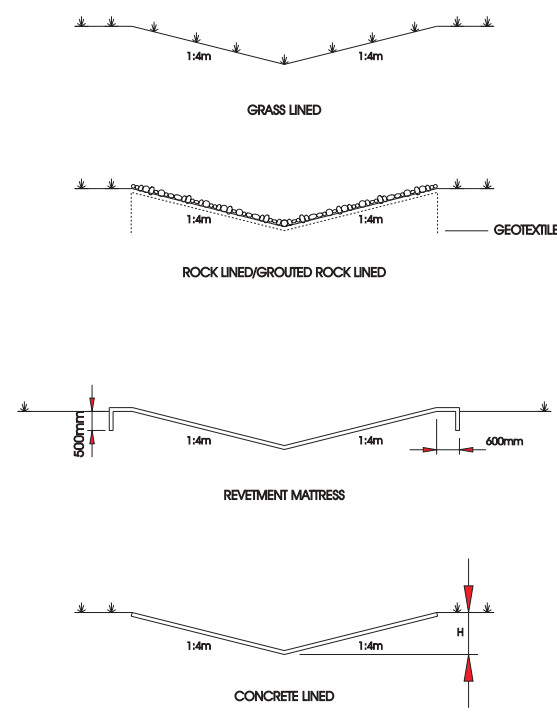 1:4m 1:4m
GRASS LINED
1:4m 1:4m
GEOTEXTILE
ROCK LINED/GROUTED ROCK LINED
500mm
1:4m 1:4m 600mm
REVETMENT MATTRESS
H
1:4m 1:4m
CONCRETE LINED